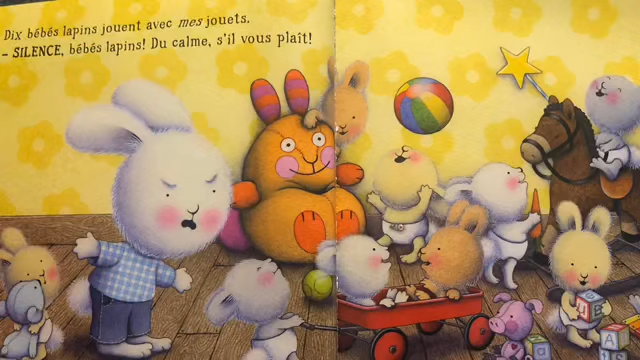 Dix bébés lapins jouent avec mes jouets.
– SILENCE, bébés lapins! Du calme, s'il vous plaît!